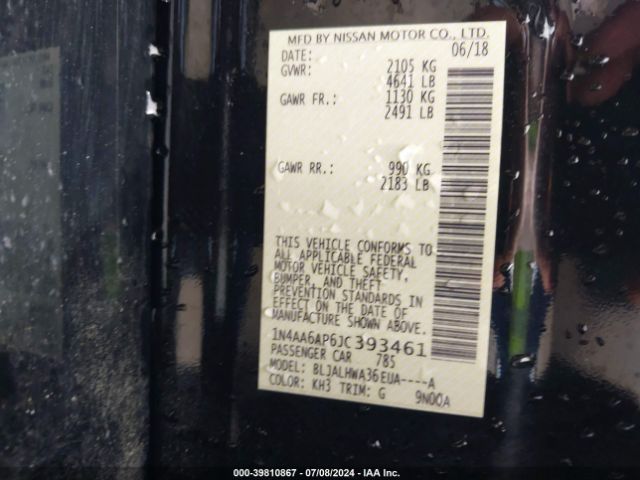 MFD BY NISSAN MOTOR CO., LTD.
DATE: 06/18
GVWR: 2105 KG
4641 LB
GAWR FR.: 1130 KG
2491 LB
GAWR RR.: 990 KG
2183 LB
THIS VEHICLE CONFORMS TO
ALL APPLICABLE FEDERAL
MOTOR VEHICLE SAFETY,
BUMPER, AND THEFT
PREVENTION STANDARDS IN
EFFECT ON THE DATE OF
MANUFACTURE SHOWN ABOVE.
1N4AA6AP6JC393461
PASSENGER CAR 785
MODEL: BLJALHWA36EUA----A
COLOR: KH3 TRIM: G 9N00A
000-39810867 - 07/08/2024 - IAA Inc.